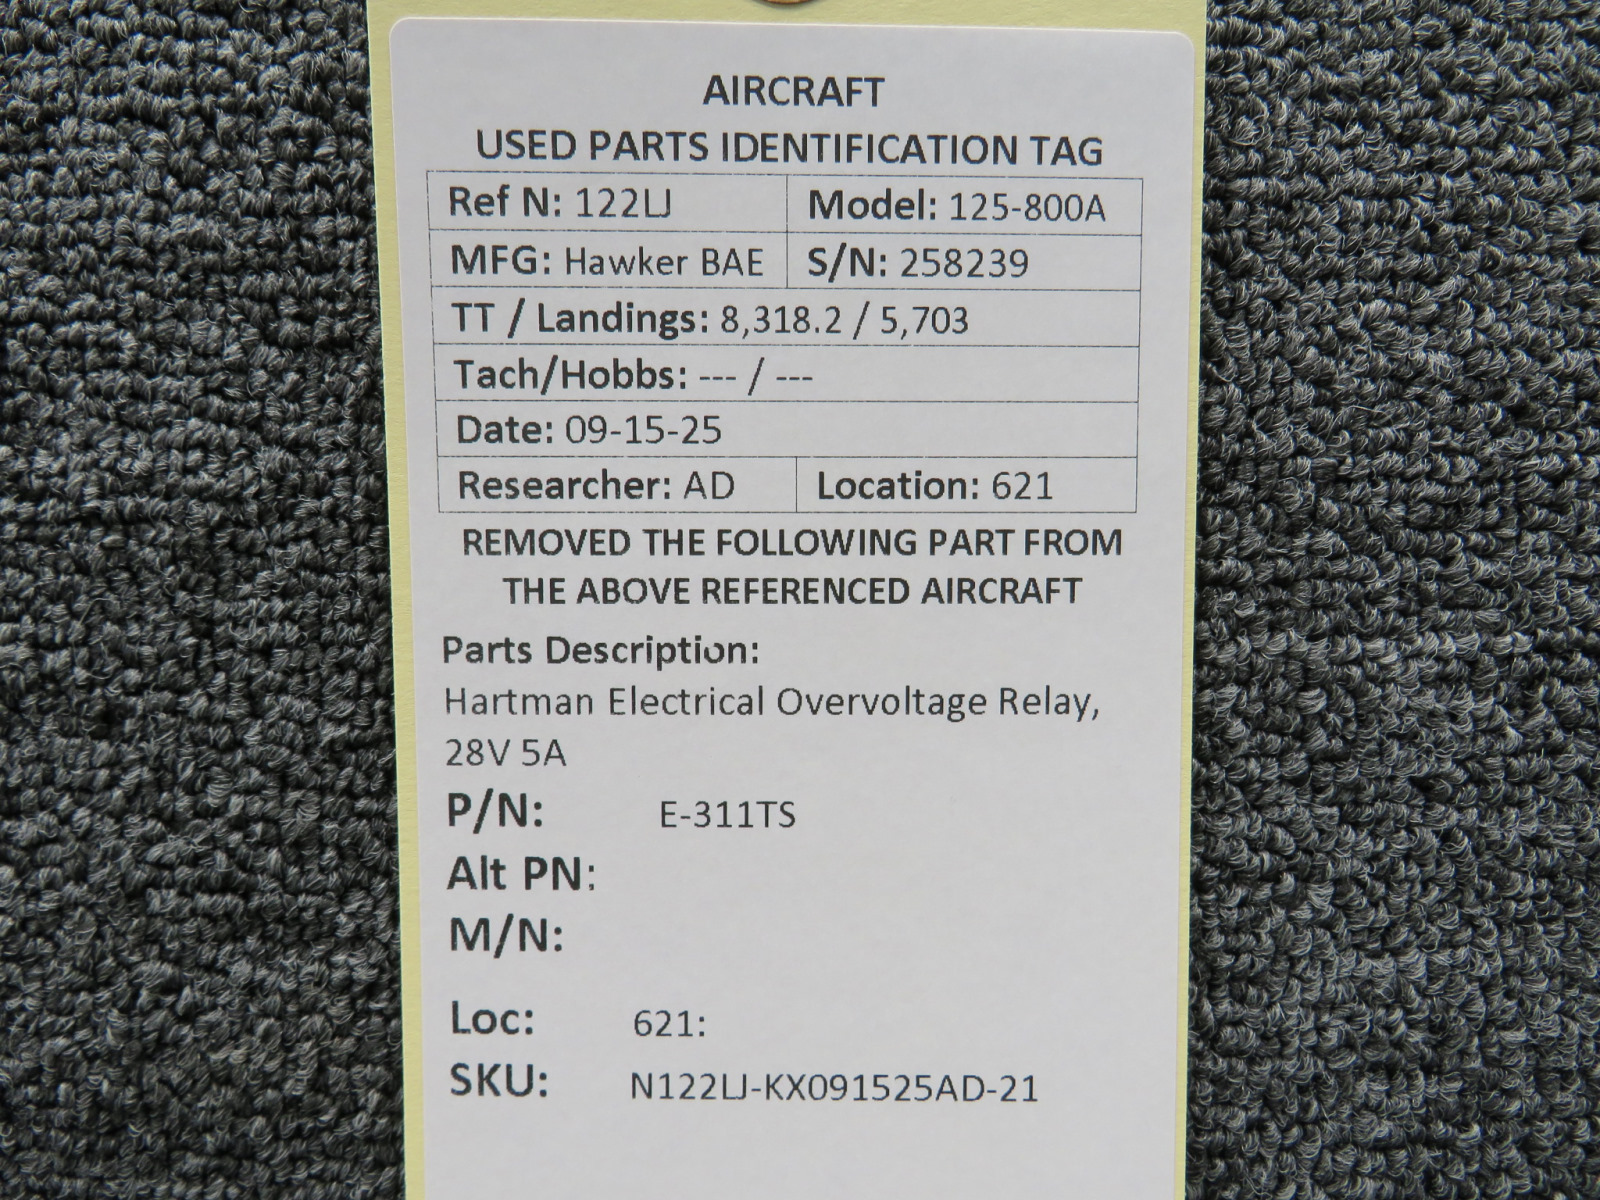 AIRCRAFT
USED PARTS IDENTIFICATION TAG
Ref N: 122LJ Model: 125-800A
MFG: Hawker BAE S/N: 258239
TT / Landings: 8,318.2 / 5,703
Tach/Hobbs: --- / ---
Date: 09-15-25
Researcher: AD Location: 621
REMOVED THE FOLLOWING PART FROM
THE ABOVE REFERENCED AIRCRAFT
Parts Description:
Hartman Electrical Overvoltage Relay,
28V 5A
P/N: E-311TS
Alt PN:
M/N:
Loc: 621:
SKU: N122LJ-KX091525AD-21